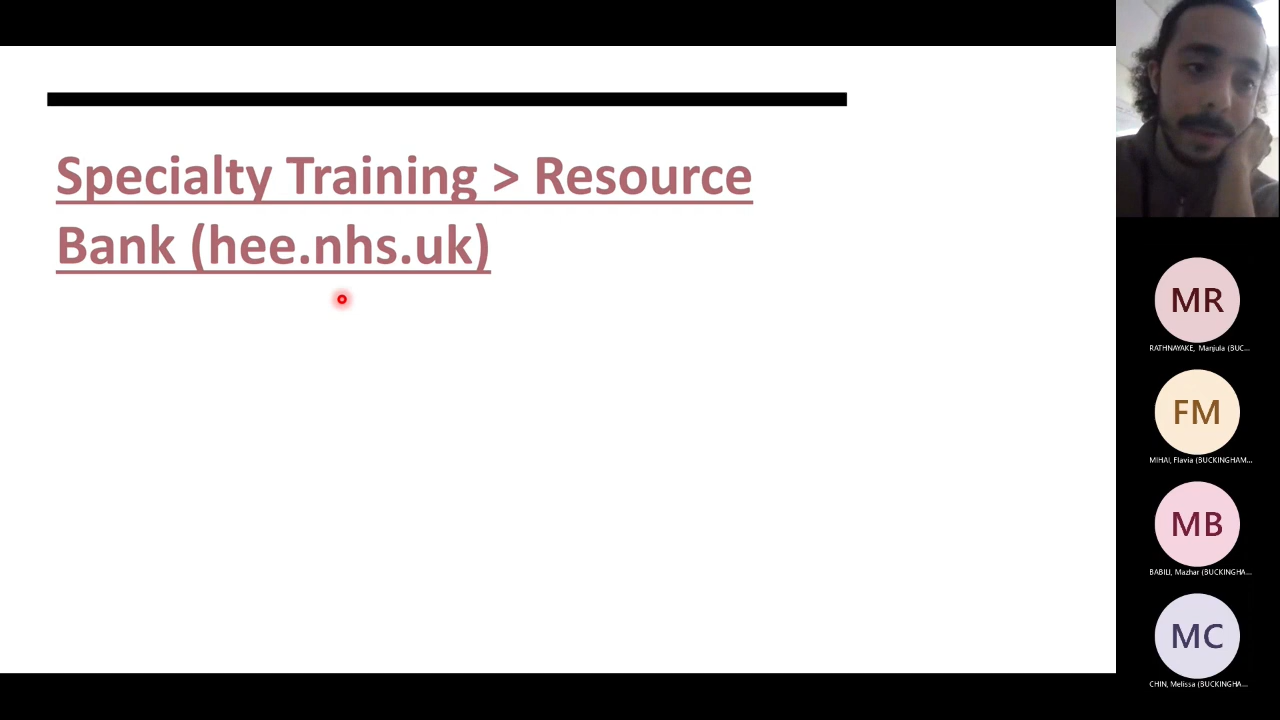 Specialty Training > Resource
Bank (hee.nhs.uk)
MR
RATHNAYAKE, Manjula (BUC...
FM
MIHAI, Flavia (BUCKINGHAM...
MB
BABILI, Mazhar (BUCKINGHA...
MC
CHIN, Melissa (BUCKINGHA...